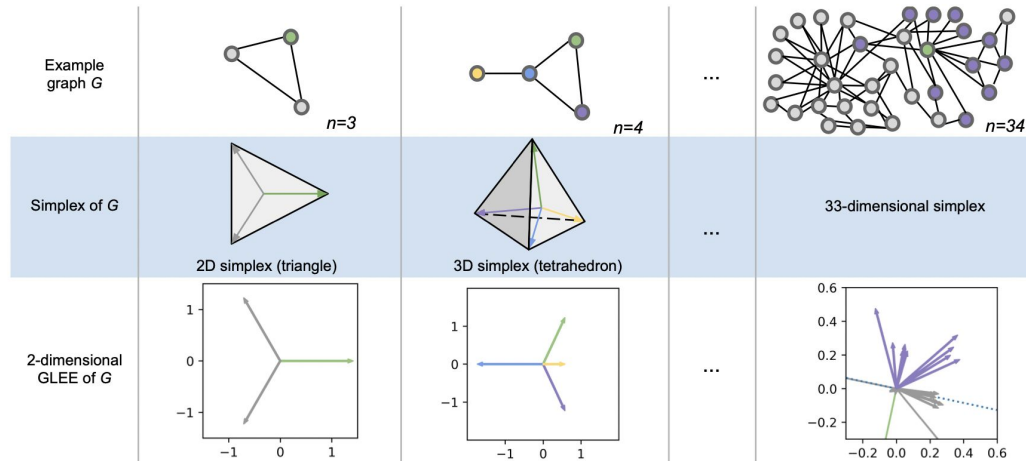 Example
graph G
n=3
n=4
...
n=34
Simplex of G
2D simplex (triangle)
3D simplex (tetrahedron)
...
33-dimensional simplex
2-dimensional
GLEE of G
1
0
−1
−1 0 1
1
0
−1
−1 0 1
...
0.6
0.4
0.2
0.0
−0.2
−0.2 0.0 0.2 0.4 0.6